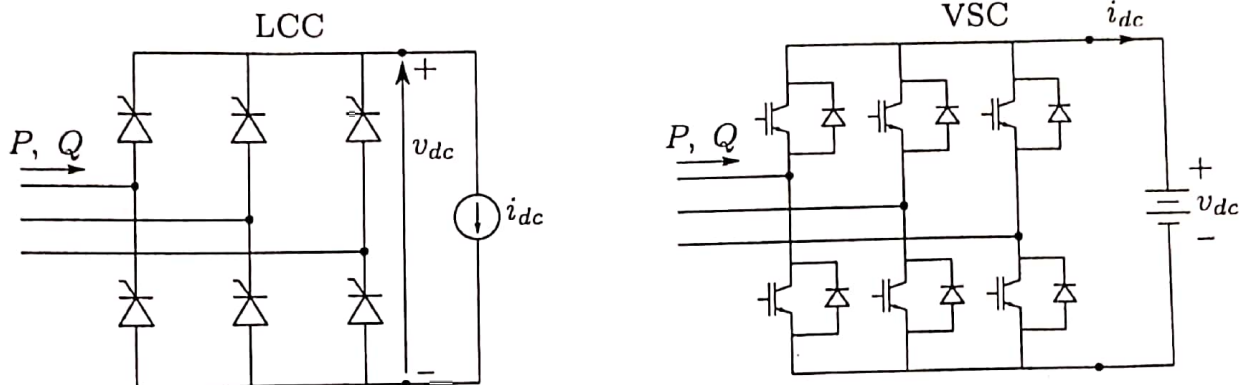 LCC
+
P, Q
v_dc
i_dc
−
VSC
i_dc
P, Q
+
v_dc
−